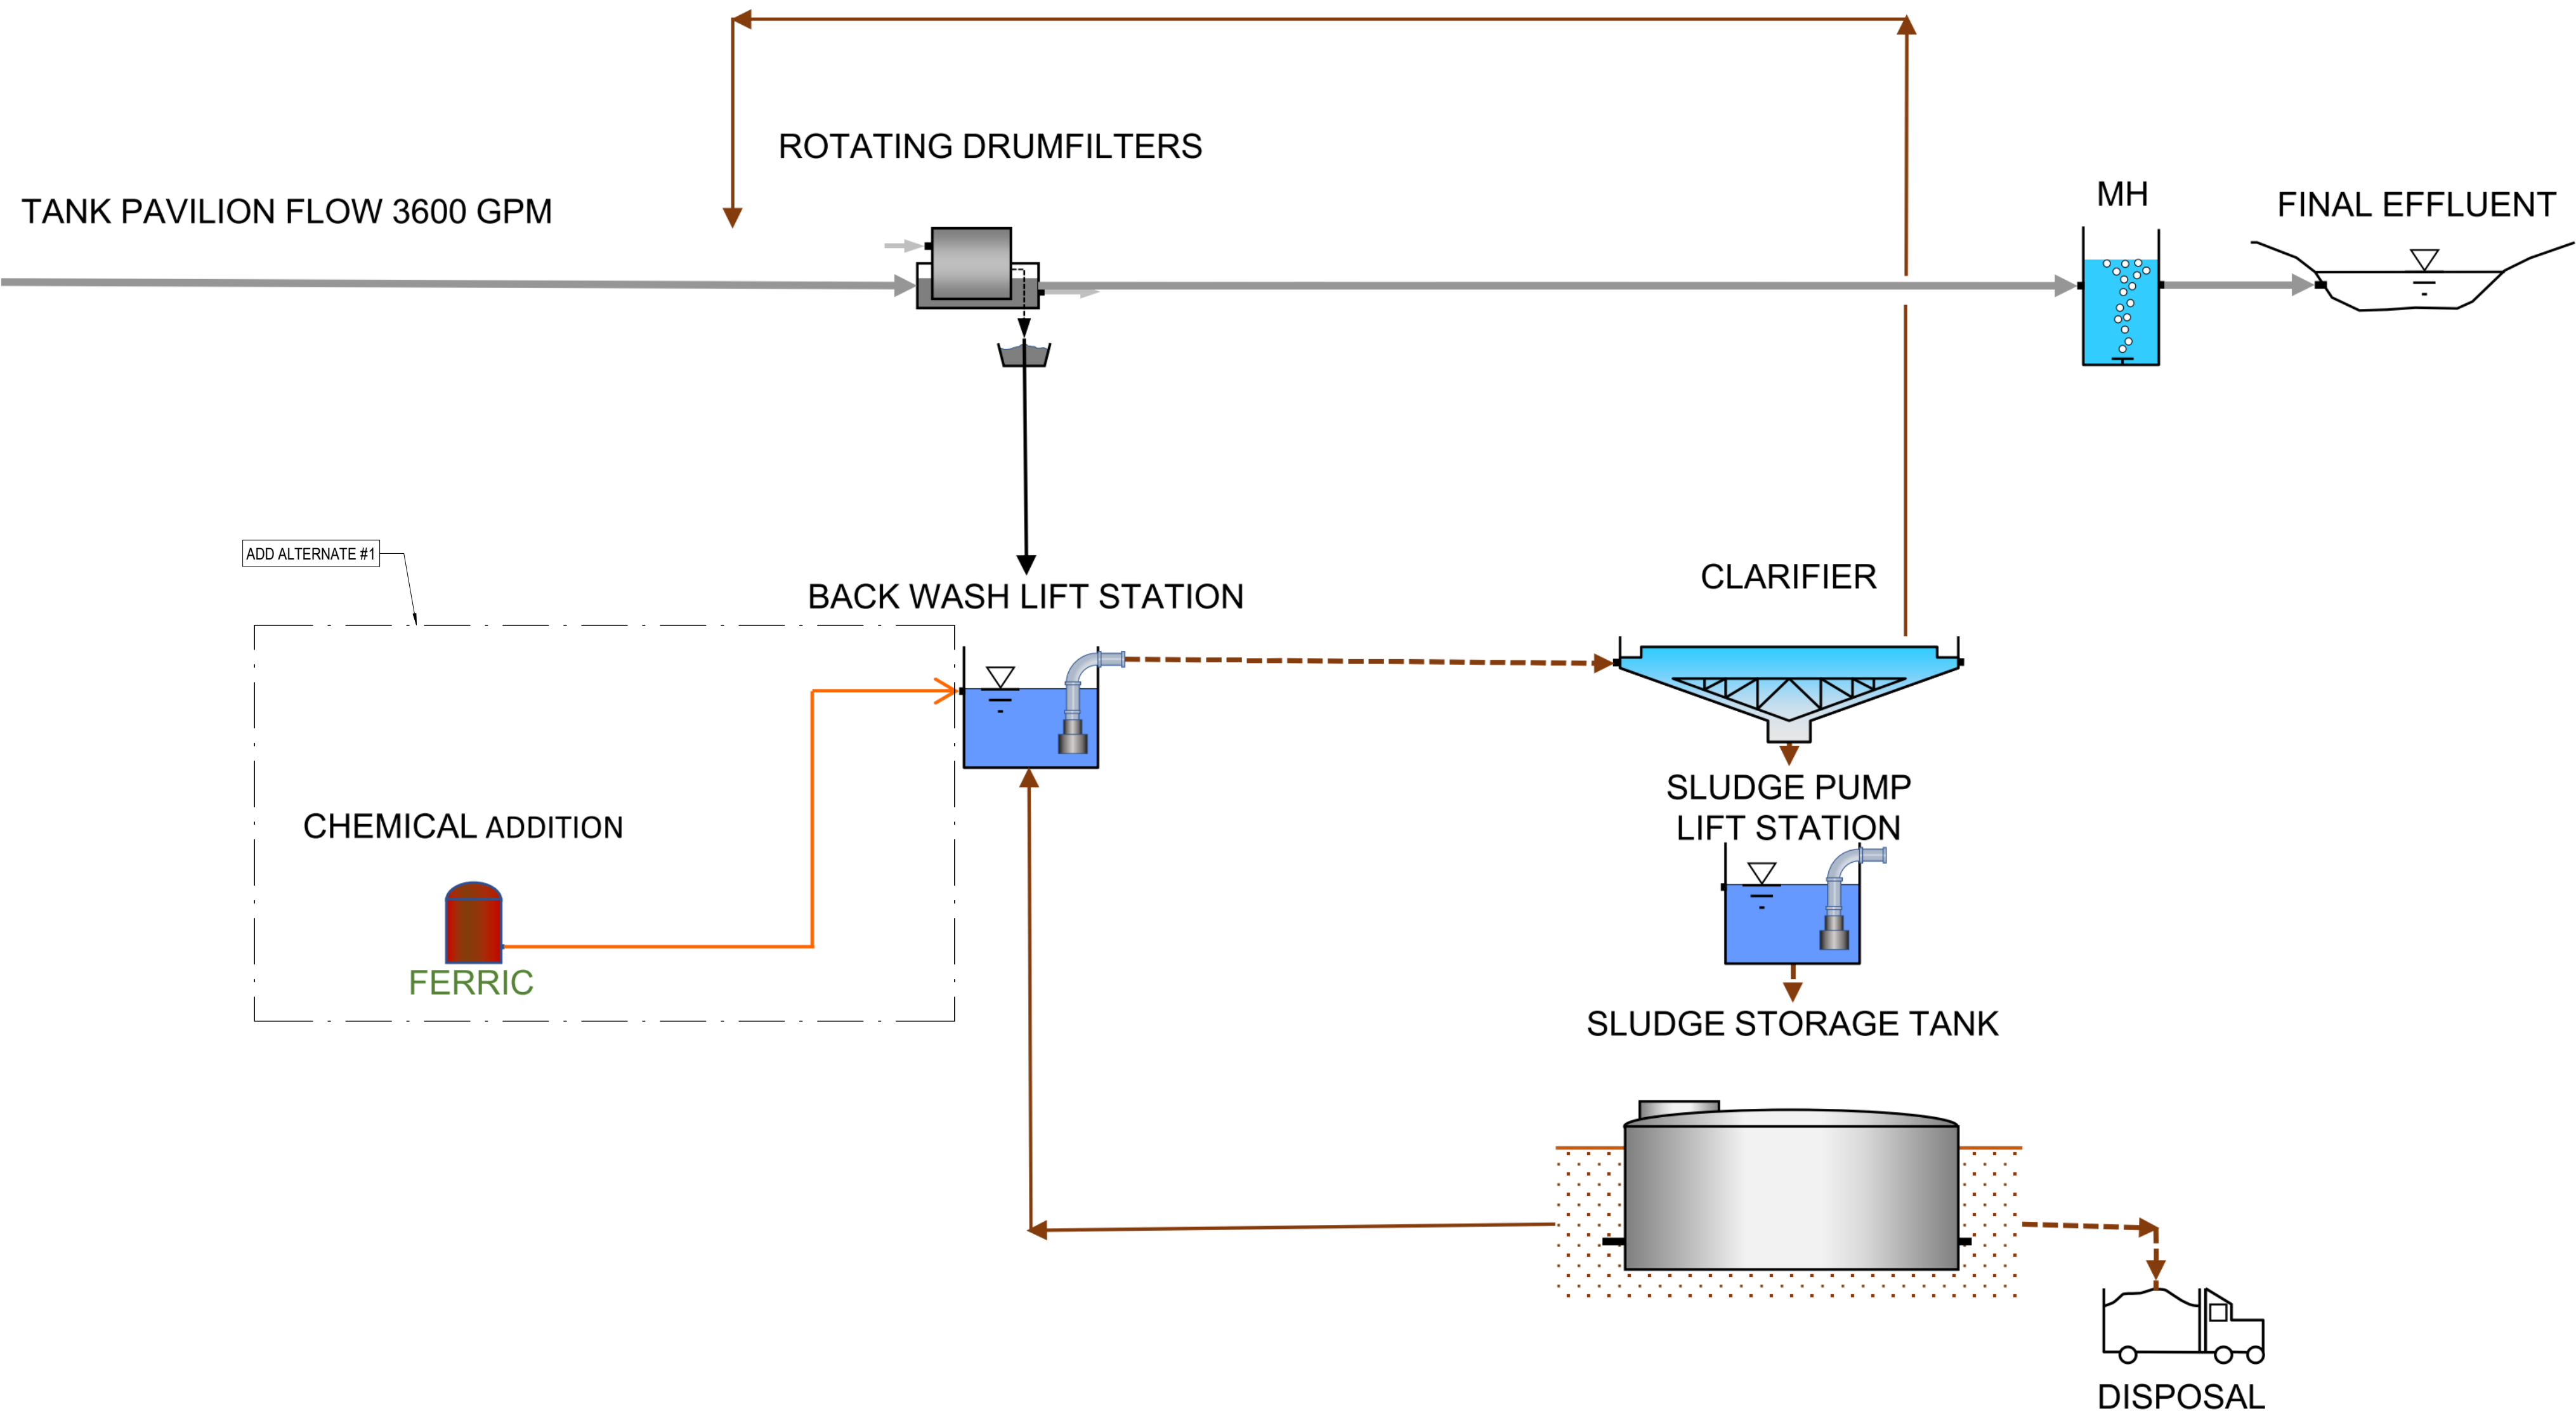 ROTATING DRUMFILTERS
TANK PAVILION FLOW 3600 GPM
MH
FINAL EFFLUENT
ADD ALTERNATE #1
BACK WASH LIFT STATION
CLARIFIER
CHEMICAL ADDITION
FERRIC
SLUDGE PUMP
LIFT STATION
SLUDGE STORAGE TANK
DISPOSAL